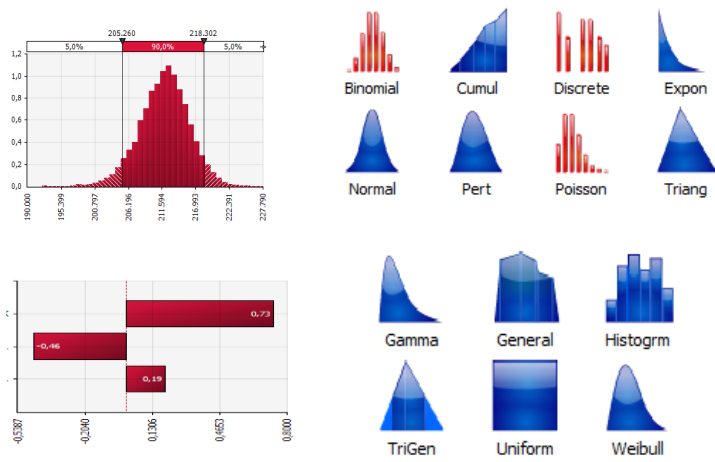 205.260 218.302
5,0% 90,0% 5,0%
1,2
1,0
0,8
0,6
0,4
0,2
0,0
190.000 195.399 200.797 206.196 211.594 216.993 222.391 227.790
Binomial Cumul Discrete Expon
Normal Pert Poisson Triang
0,73
-0,46
0,19
-0,5387 -0,2040 0,1306 0,4653 0,8000
Gamma General Histogrm
TriGen Uniform Weibull